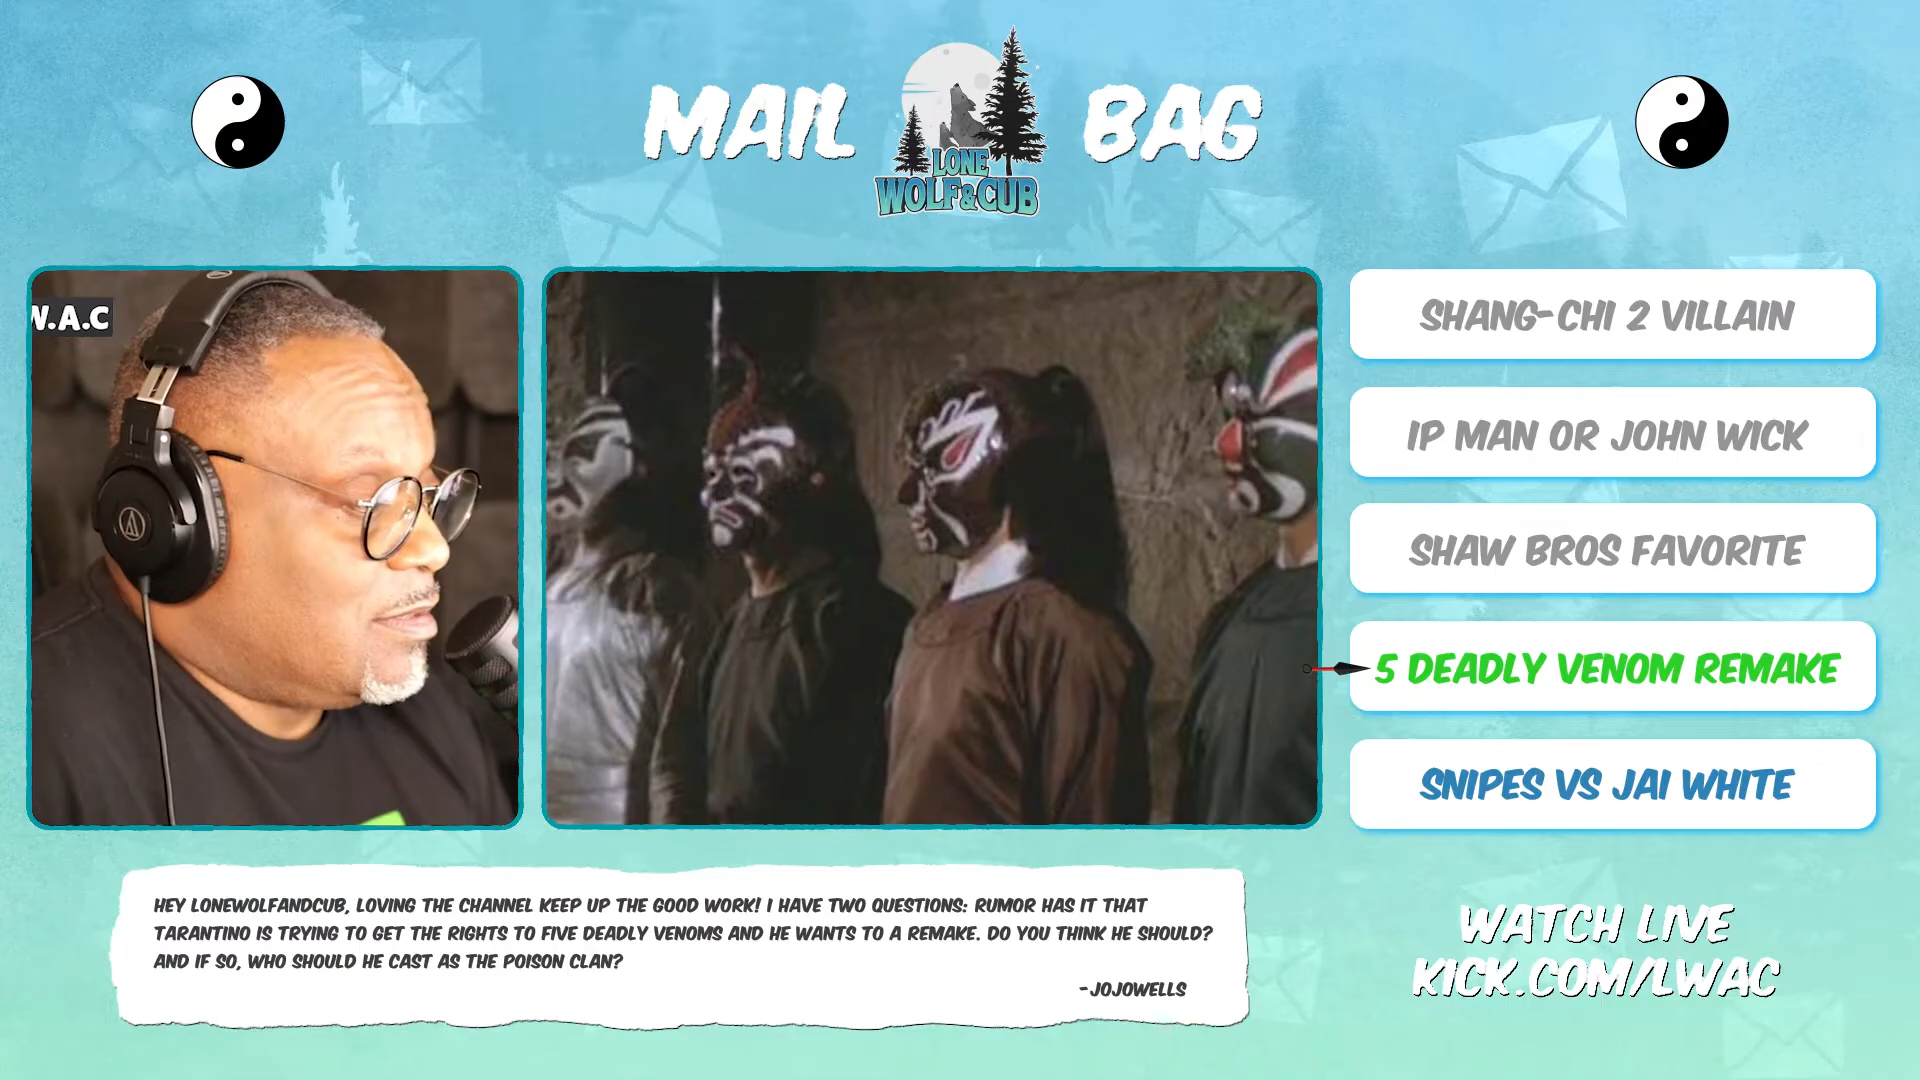 MAIL BAG
LONE
WOLF&CUB
W.A.C
SHANG-CHI 2 VILLAIN
IP MAN OR JOHN WICK
SHAW BROS FAVORITE
5 DEADLY VENOM REMAKE
SNIPES VS JAI WHITE
HEY LONEWOLFANDCUB, LOVING THE CHANNEL KEEP UP THE GOOD WORK! I HAVE TWO QUESTIONS: RUMOR HAS IT THAT
TARANTINO IS TRYING TO GET THE RIGHTS TO FIVE DEADLY VENOMS AND HE WANTS TO A REMAKE. DO YOU THINK HE SHOULD?
AND IF SO, WHO SHOULD HE CAST AS THE POISON CLAN?
-JOJOWELLS
WATCH LIVE
KICK.COM/LWAC